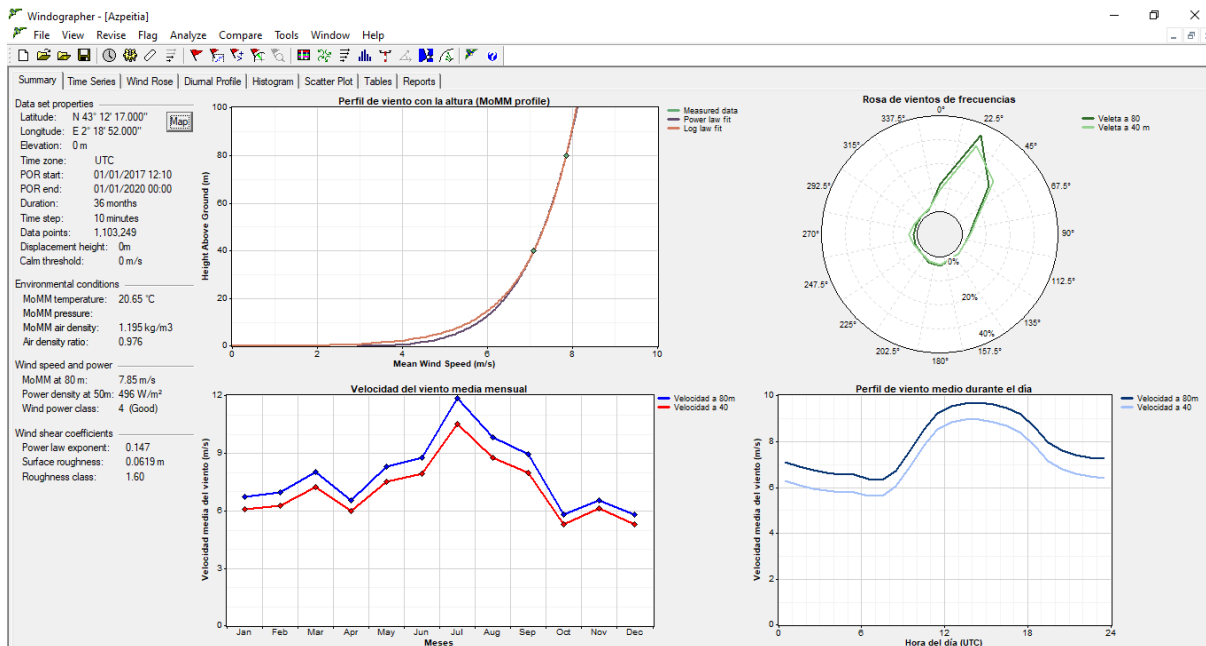 Windographer - [Azpeitia]
File View Revise Flag Analyze Compare Tools Window Help
Summary Time Series Wind Rose Diurnal Profile Histogram Scatter Plot Tables Reports
Data set properties
Latitude: N 43° 12' 17.000"
Longitude: E 2° 18' 52.000"
Map
Elevation: 0 m
Time zone: UTC
POR start: 01/01/2017 12:10
POR end: 01/01/2020 00:00
Duration: 36 months
Time step: 10 minutes
Data points: 1,103,249
Displacement height: 0m
Calm threshold: 0 m/s
Environmental conditions
MoMM temperature: 20.65 °C
MoMM pressure:
MoMM air density: 1.195 kg/m3
Air density ratio: 0.976
Wind speed and power
MoMM at 80 m: 7.85 m/s
Power density at 50m: 496 W/m²
Wind power class: 4 (Good)
Wind shear coefficients
Power law exponent: 0.147
Surface roughness: 0.0619 m
Roughness class: 1.60
Perfil de viento con la altura (MoMM profile)
Measured data
Power law fit
Log law fit
Height Above Ground (m)
100
80
60
40
20
0
0 2 4 6 8 10
Mean Wind Speed (m/s)
Rosa de vientos de frecuencias
Veleta a 80
Veleta a 40 m
0°
22.5°
45°
67.5°
90°
112.5°
135°
157.5°
180°
202.5°
225°
247.5°
270°
292.5°
315°
337.5°
0%
20%
40%
Velocidad del viento media mensual
Velocidad a 80m
Velocidad a 40
Velocidad media del viento (m/s)
12
9
6
3
0
Jan Feb Mar Apr May Jun Jul Aug Sep Oct Nov Dec
Meses
Perfil de viento medio durante el día
Velocidad a 80m
Velocidad a 40
Velocidad media del viento (m/s)
10
8
6
4
2
0
0 6 12 18 24
Hora del día (UTC)